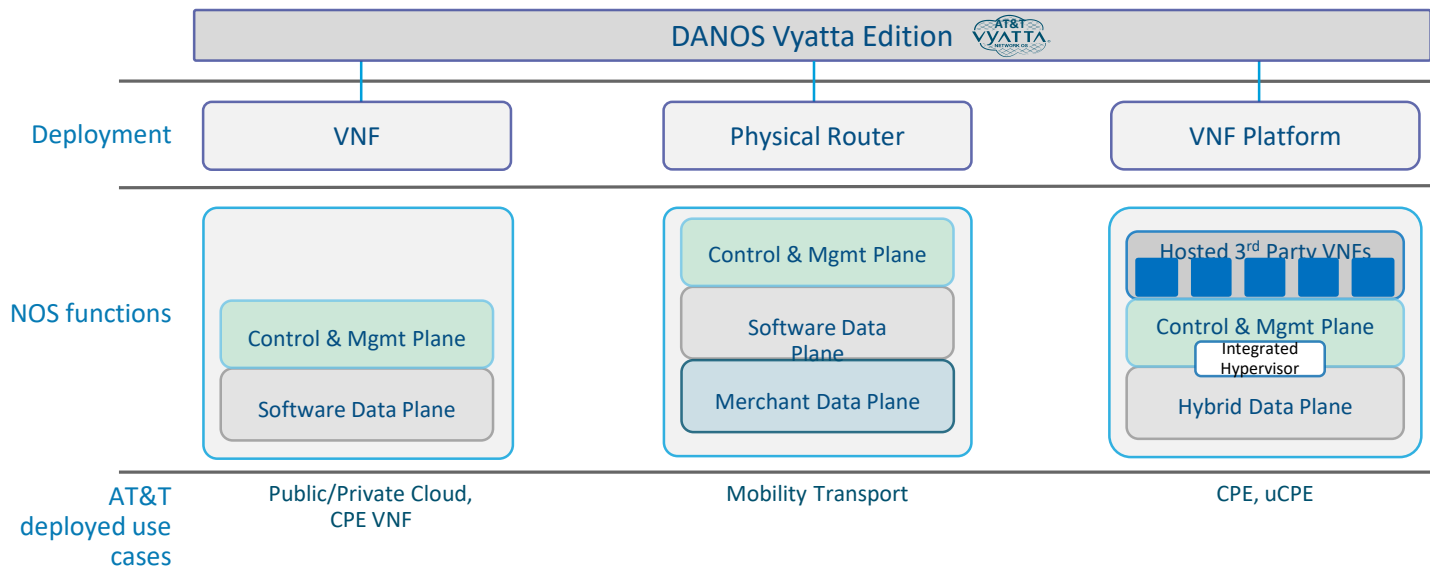 DANOS Vyatta Edition
AT&T
VYATTA
NETWORK OS
Deployment
VNF
Physical Router
VNF Platform
NOS functions
Control & Mgmt Plane
Software Data Plane
Control & Mgmt Plane
Software Data
Plane
Merchant Data Plane
Hosted 3rd Party VNFs
Control & Mgmt Plane
Integrated
Hypervisor
Hybrid Data Plane
AT&T
deployed use
cases
Public/Private Cloud,
CPE VNF
Mobility Transport
CPE, uCPE